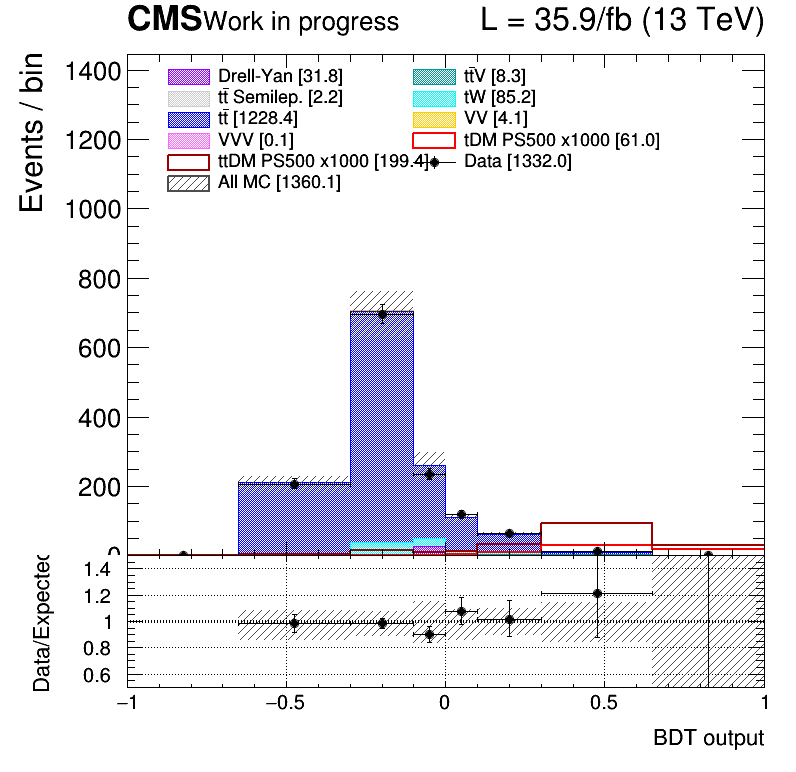 CMS Work in progress L = 35.9/fb (13 TeV)
Events / bin
1400
1200
1000
800
600
400
200
0
Drell-Yan [31.8] tt̄V [8.3]
tt̄ Semilep. [2.2] tW [85.2]
tt̄ [1228.4] VV [4.1]
VVV [0.1] tDM PS500 x1000 [61.0]
ttDM PS500 x1000 [199.4] Data [1332.0]
All MC [1360.1]
Data/Expected
1.4
1.2
1
0.8
0.6
−1 −0.5 0 0.5 1
BDT output